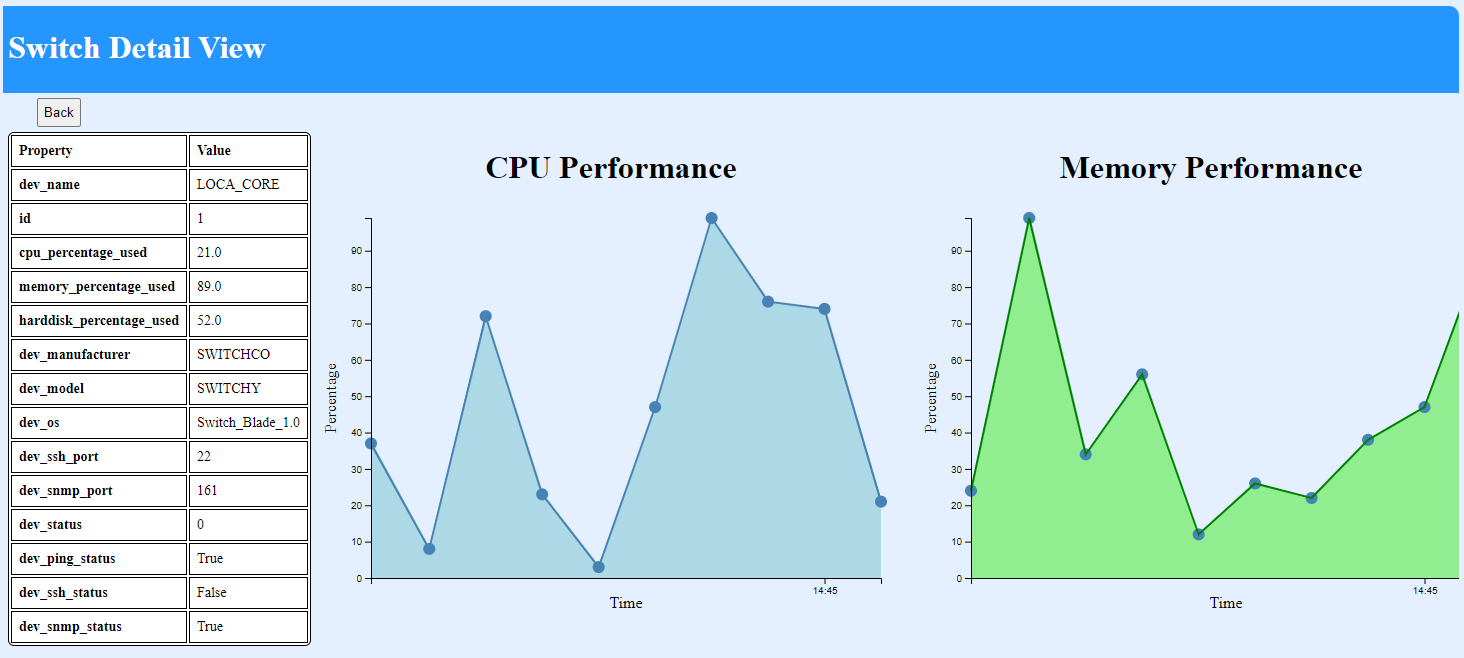 Switch Detail View
Back
Property Value
dev_name LOCA_CORE
id 1
cpu_percentage_used 21.0
memory_percentage_used 89.0
harddisk_percentage_used 52.0
dev_manufacturer SWITCHCO
dev_model SWITCHY
dev_os Switch_Blade_1.0
dev_ssh_port 22
dev_snmp_port 161
dev_status 0
dev_ping_status True
dev_ssh_status False
dev_snmp_status True
CPU Performance
Percentage
90
80
70
60
50
40
30
20
10
0
14:45
Time
Memory Performance
Percentage
90
80
70
60
50
40
30
20
10
0
14:45
Time